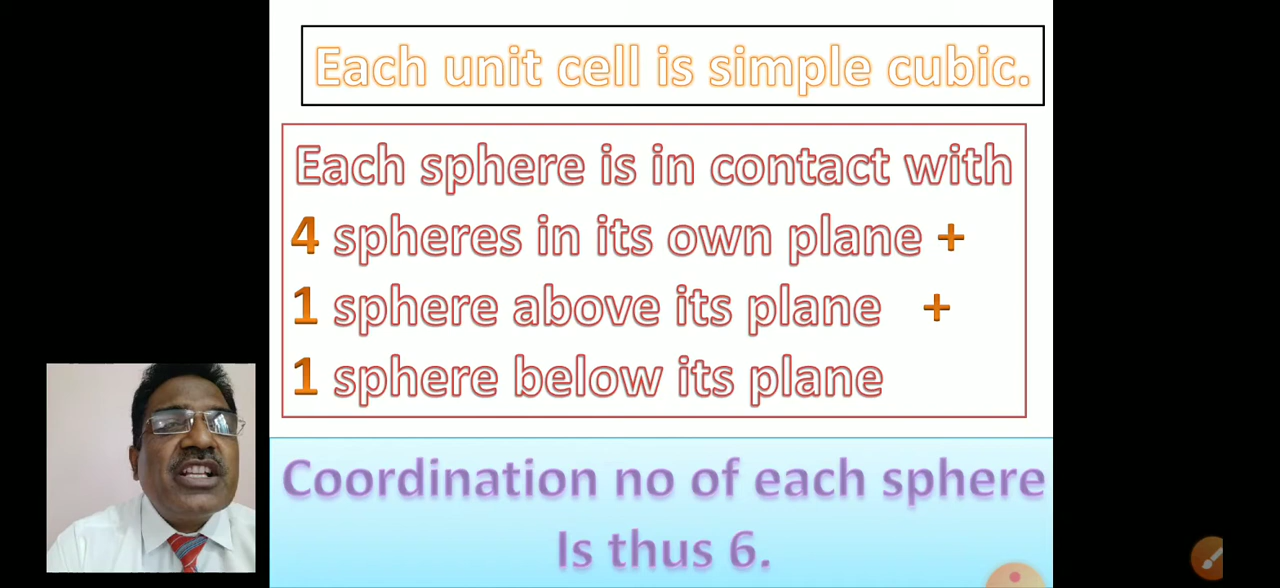 Each unit cell is simple cubic.
Each sphere is in contact with
4 spheres in its own plane +
1 sphere above its plane +
1 sphere below its plane
Coordination no of each sphere
Is thus 6.